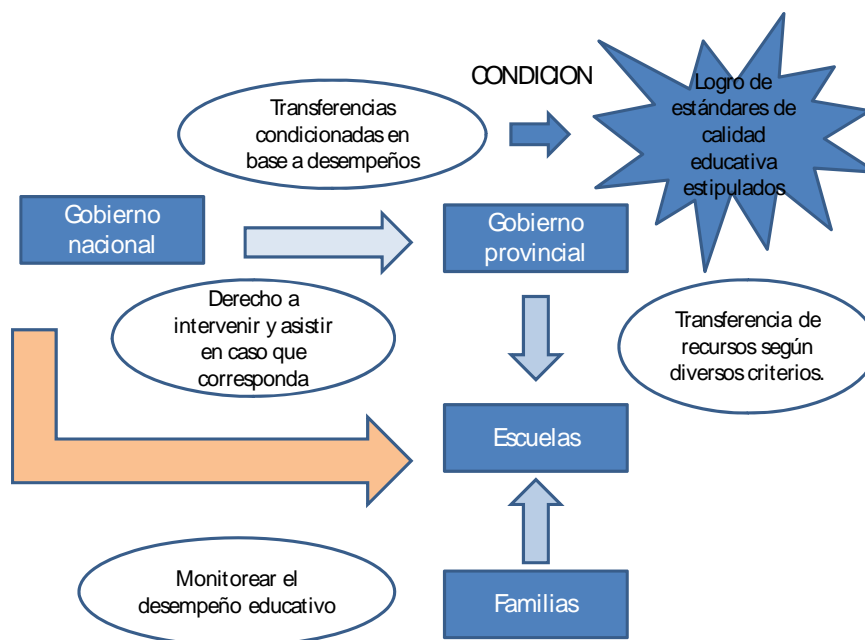 CONDICION
Transferencias
condicionadas en
base a desempeños
Logro de
estándares de
calidad
educativa
estipulados
Gobierno
nacional
Gobierno
provincial
Derecho a
intervenir y asistir
en caso que
corresponda
Transferencia de
recursos según
diversos criterios.
Escuelas
Monitorear el
desempeño educativo
Familias